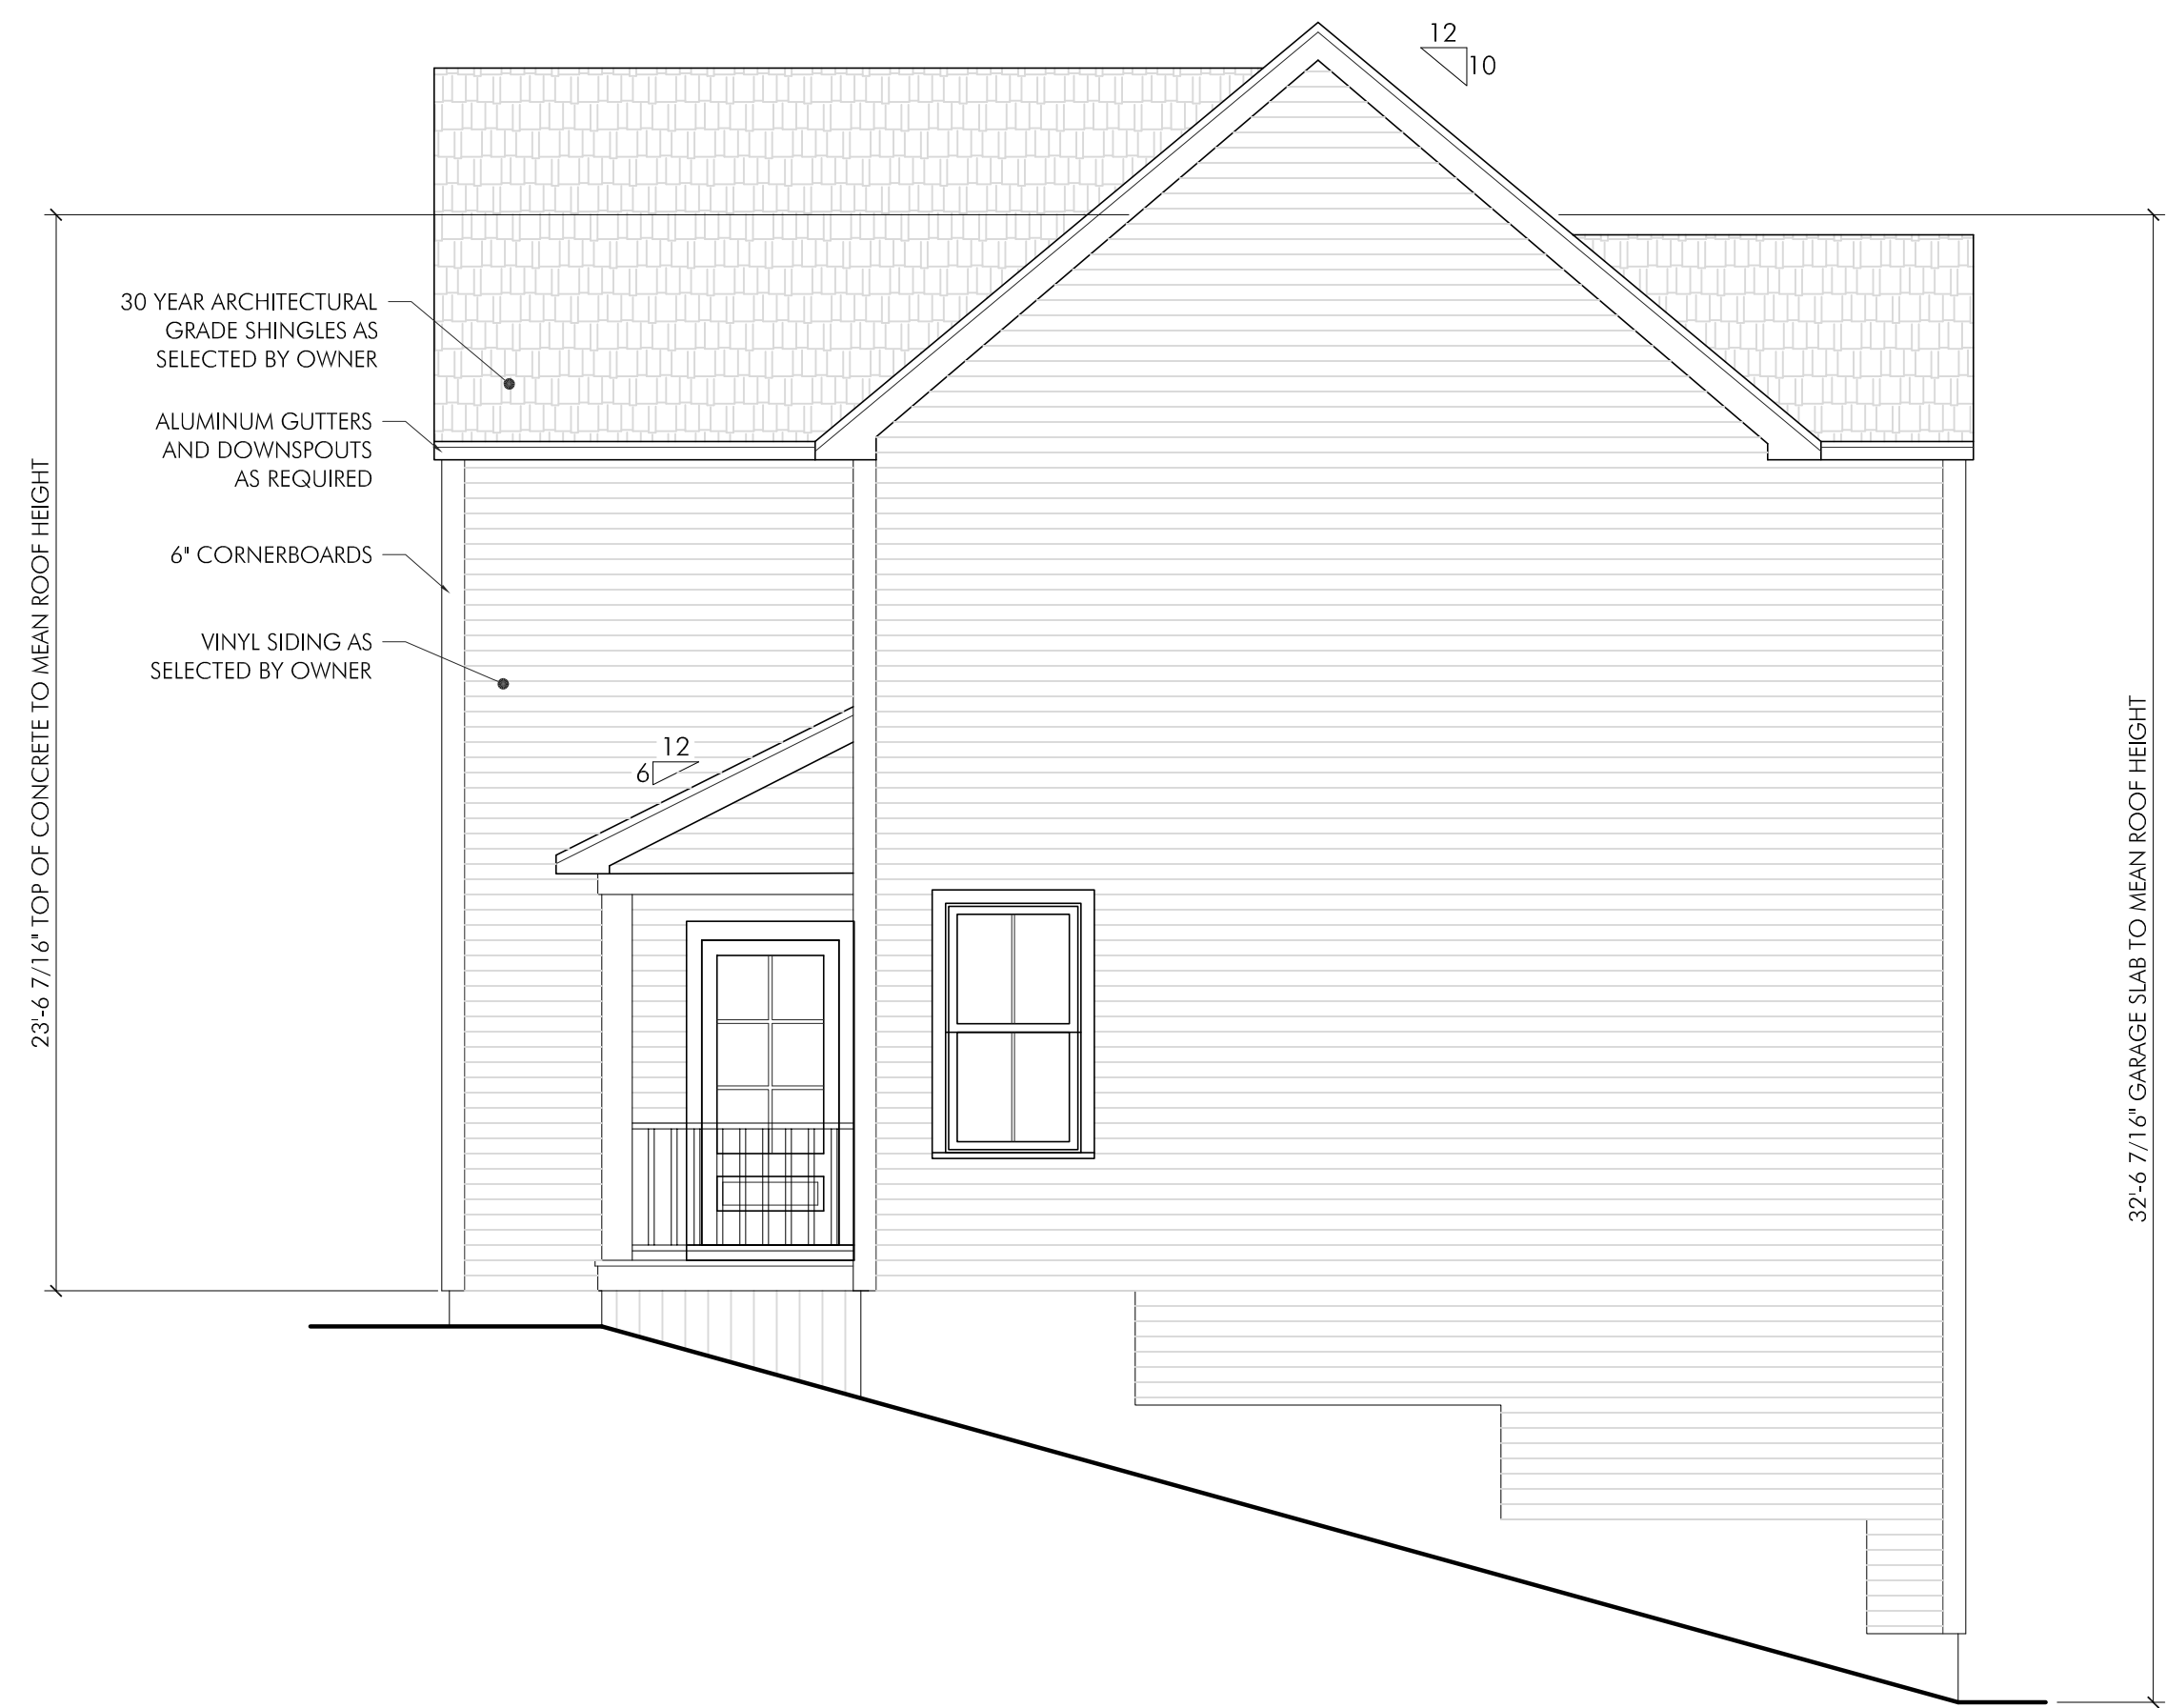 12
10
30 YEAR ARCHITECTURAL
GRADE SHINGLES AS
SELECTED BY OWNER
ALUMINUM GUTTERS
AND DOWNSPOUTS
AS REQUIRED
6" CORNERBOARDS
VINYL SIDING AS
SELECTED BY OWNER
12
6
23'-6 7/16" TOP OF CONCRETE TO MEAN ROOF HEIGHT
32'-6 7/16" GARAGE SLAB TO MEAN ROOF HEIGHT